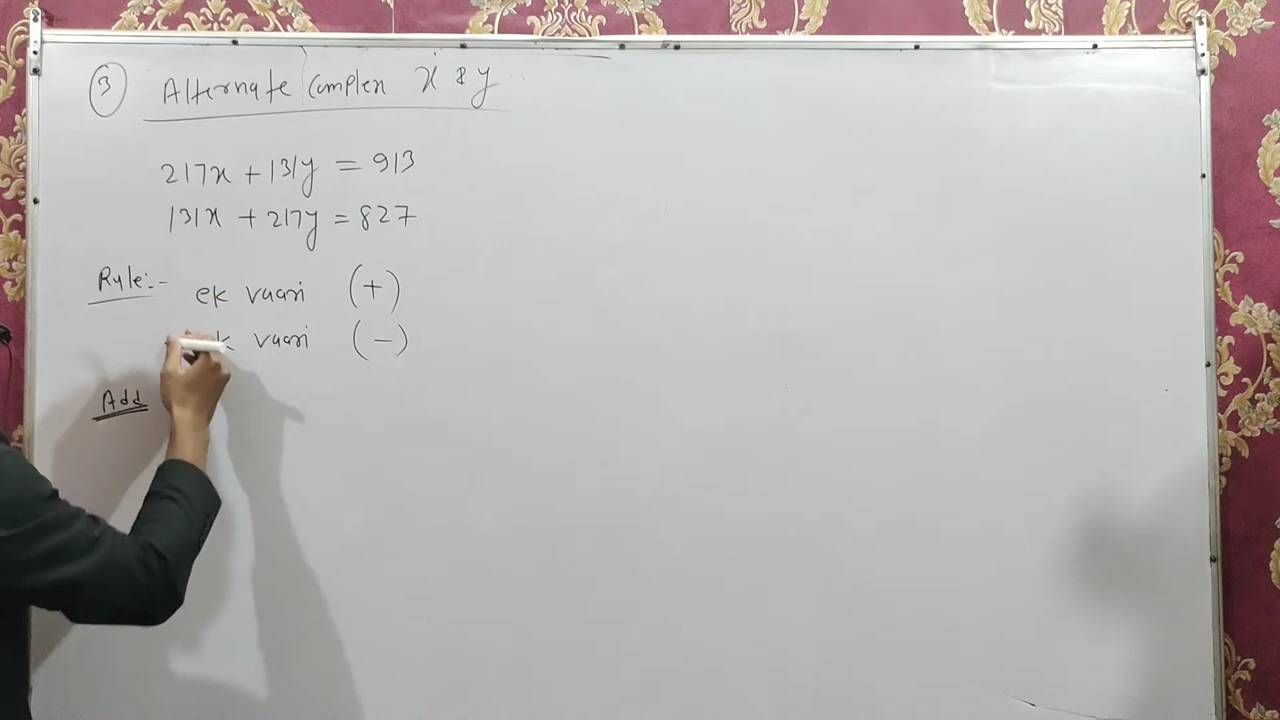 3 Alternate Complex x & y
217x + 131y = 913
131x + 217y = 827
Rule:- ek vaari (+)
vaari (-)
Add